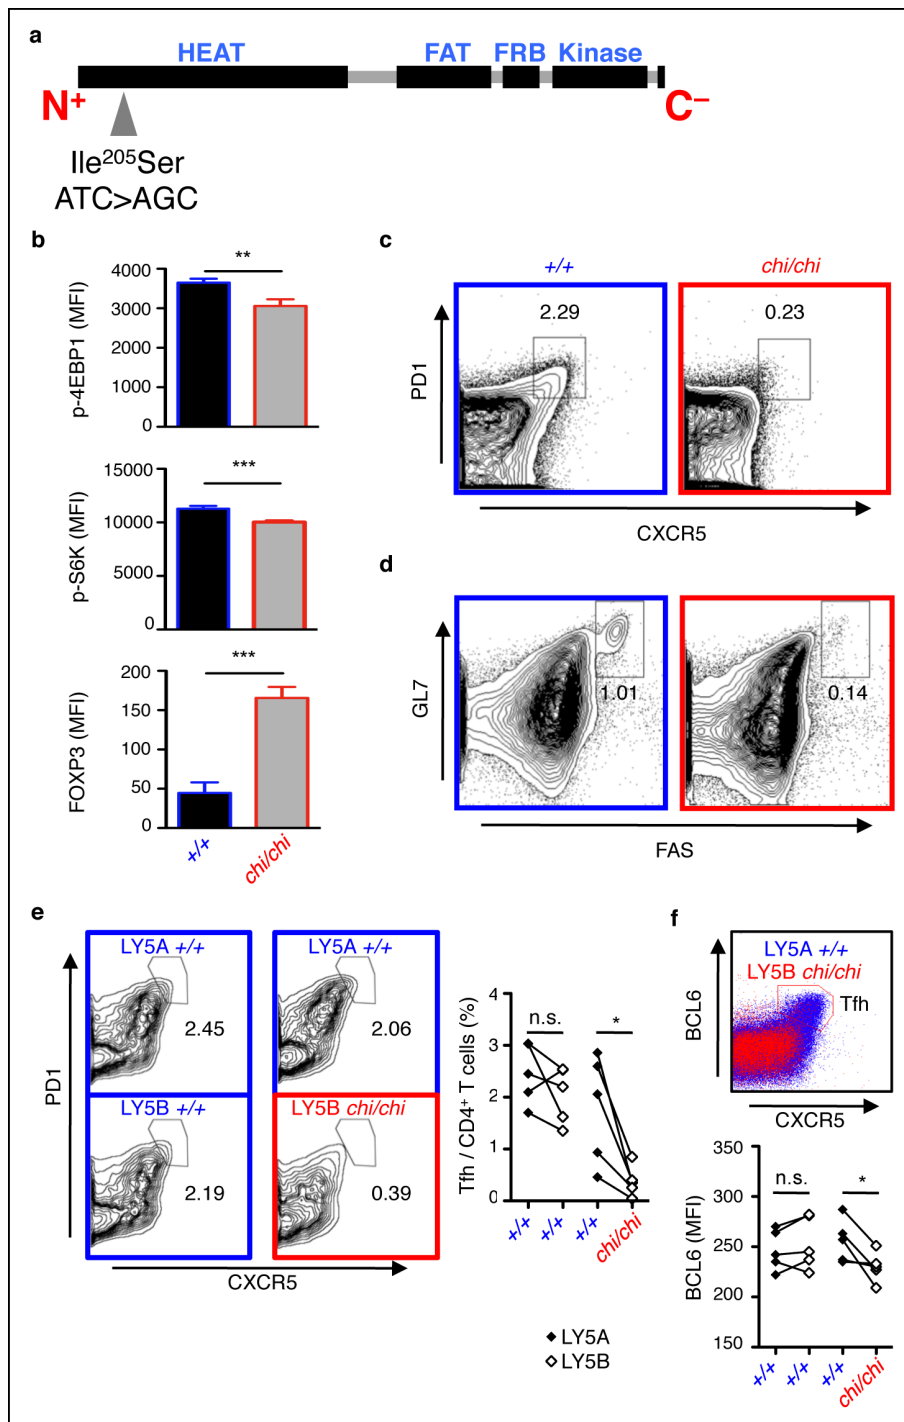 a
HEAT FAT FRB Kinase
N+ C–
Ile205Ser
ATC>AGC
b
**
4000
3000
2000
1000
0
p-4EBP1 (MFI)
***
15000
10000
5000
0
p-S6K (MFI)
***
200
150
100
50
0
FOXP3 (MFI)
+/+ chi/chi
c
+/+ chi/chi
2.29 0.23
PD1
CXCR5
d
1.01 0.14
GL7
FAS
e
LY5A +/+ LY5A +/+
2.45 2.06
LY5B +/+ LY5B chi/chi
2.19 0.39
PD1
CXCR5
4
3
2
1
0
n.s. *
Tfh / CD4+ T cells (%)
+/+ +/+ +/+ chi/chi
LY5A
LY5B
f
LY5A +/+
LY5B chi/chi
Tfh
BCL6
CXCR5
350
300
250
200
150
n.s. *
BCL6 (MFI)
+/+ +/+ +/+ chi/chi